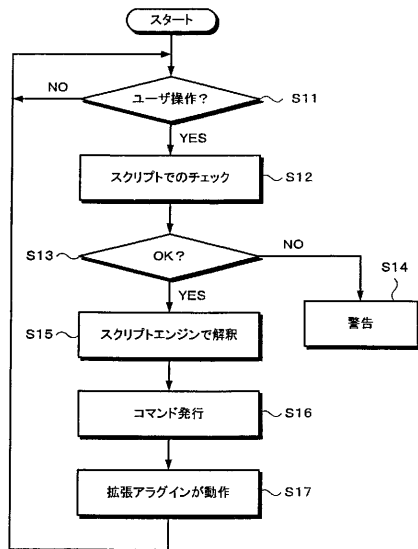 スタート
ユーザ操作?
NO
S11
YES
スクリプトでのチェック
S12
OK?
S13
NO
S14
警告
YES
スクリプトエンジンで解釈
S15
コマンド発行
S16
拡張アラグインが動作
S17